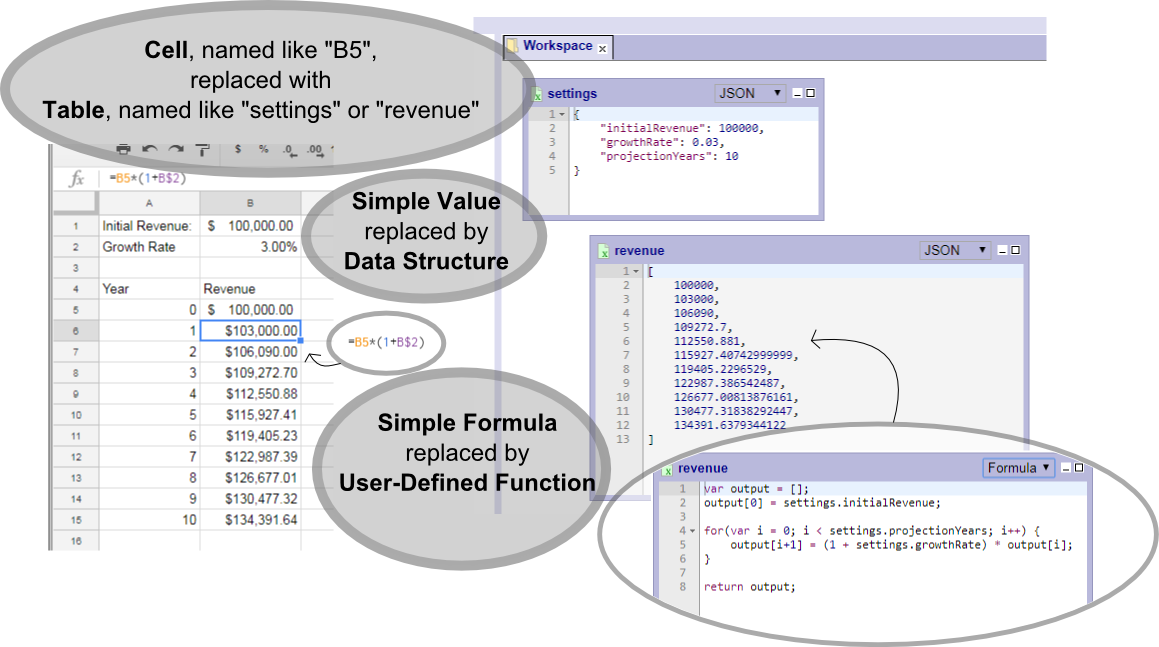 Cell, named like "B5",
replaced with
Table, named like "settings" or "revenue"
$ % .0 .00
fx =B5*(1+B$2)
A B
1 Initial Revenue: $ 100,000.00
2 Growth Rate 3.00%
3
4 Year Revenue
5 0 $ 100,000.00
6 1 $103,000.00
7 2 $106,090.00
8 3 $109,272.70
9 4 $112,550.88
10 5 $115,927.41
11 6 $119,405.23
12 7 $122,987.39
13 8 $126,677.01
14 9 $130,477.32
15 10 $134,391.64
16
Simple Value
replaced by
Data Structure
=B5*(1+B$2)
Simple Formula
replaced by
User-Defined Function
Workspace x
settings JSON ▼
1 {
2 "initialRevenue": 100000,
3 "growthRate": 0.03,
4 "projectionYears": 10
5 }
revenue JSON ▼
1 [
2 100000,
3 103000,
4 106090,
5 109272.7,
6 112550.881,
7 115927.40742999999,
8 119405.2296529,
9 122987.386542487,
10 126677.00813876161,
11 130477.31838292447,
12 134391.6379344122
13 ]
revenue Formula ▼
1 var output = [];
2 output[0] = settings.initialRevenue;
3
4 for(var i = 0; i < settings.projectionYears; i++) {
5 output[i+1] = (1 + settings.growthRate) * output[i];
6 }
7
8 return output;